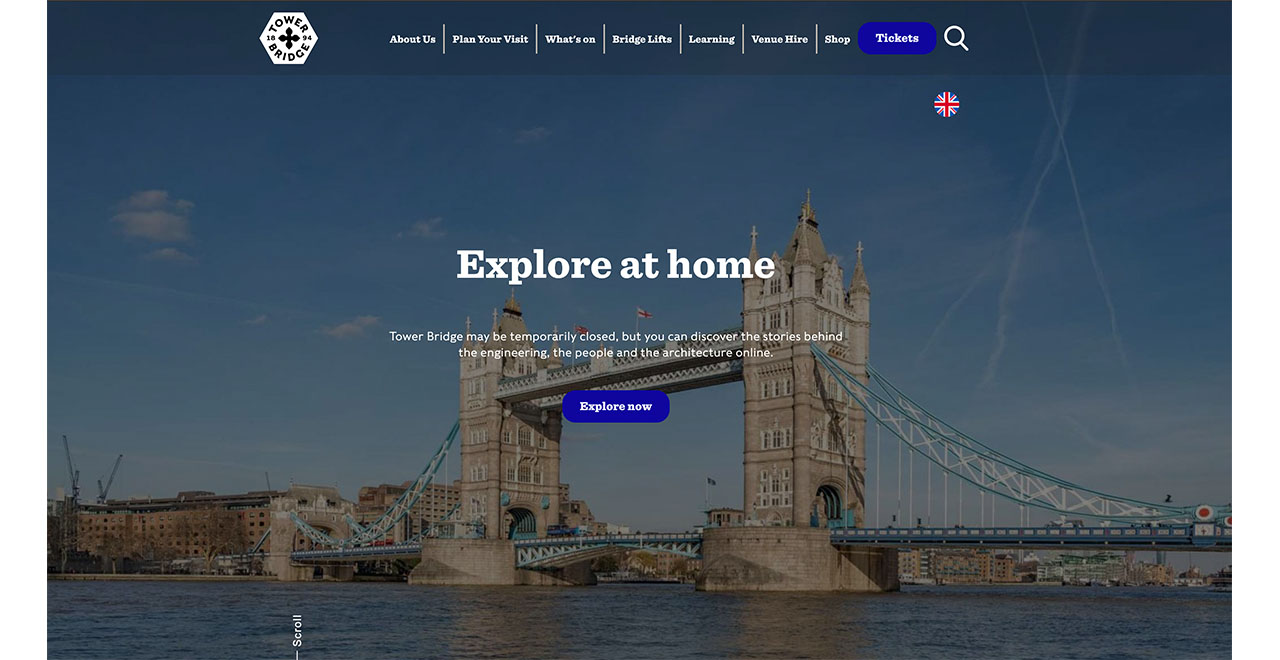 TOWER
18 94
BRIDGE
About Us
Plan Your Visit
What's on
Bridge Lifts
Learning
Venue Hire
Shop
Tickets
Explore at home
Tower Bridge may be temporarily closed, but you can discover the stories behind
the engineering, the people and the architecture online.
Explore now
Scroll